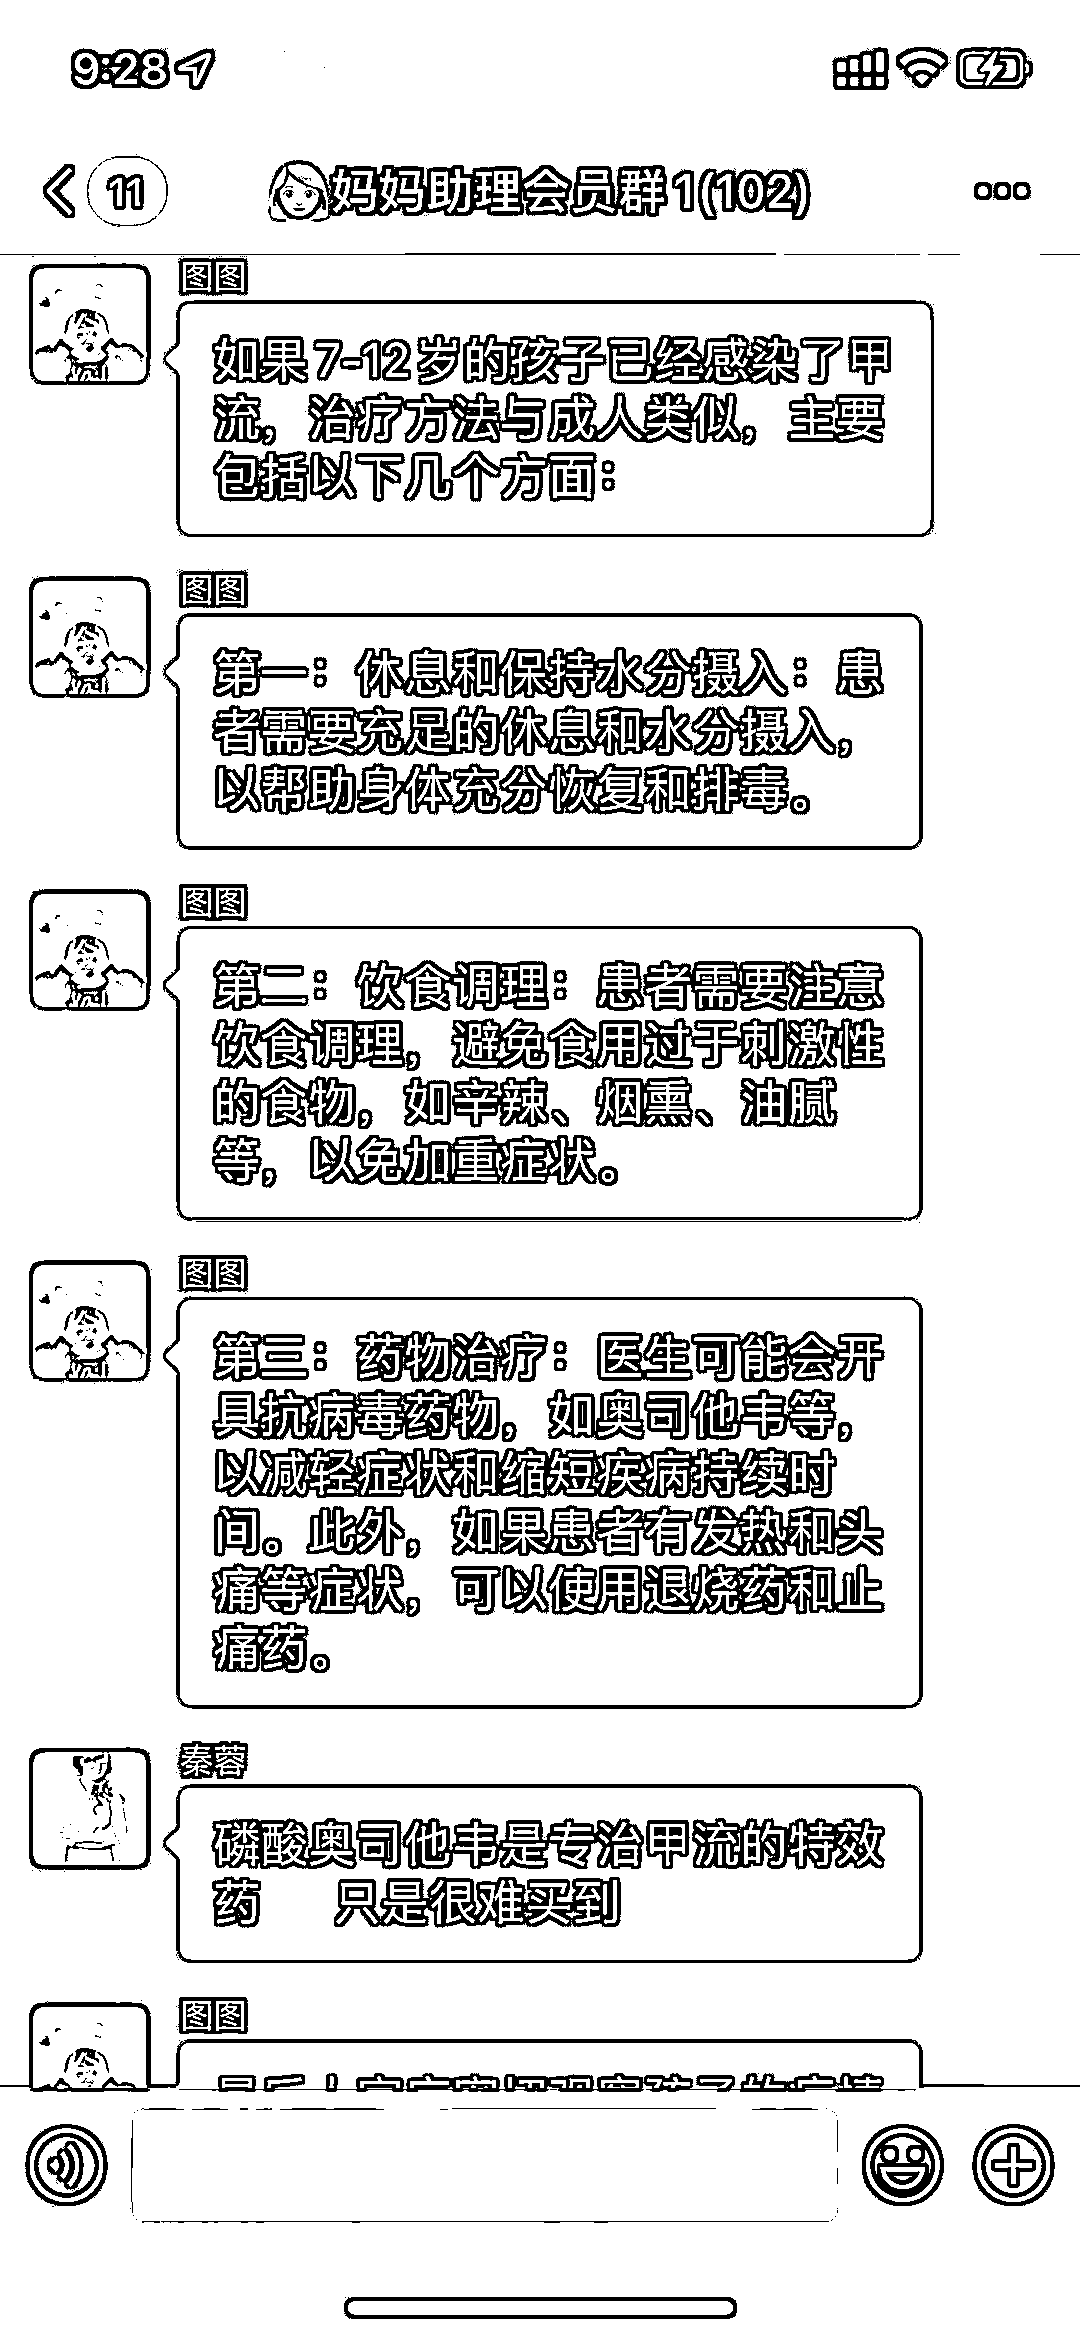 9:28
11
妈妈助理会员群1(102)
图图
如果7-12岁的孩子已经感染了甲
流，治疗方法与成人类似，主要
包括以下几个方面：
图图
第一：休息和保持水分摄入：患
者需要充足的休息和水分摄入，
以帮助身体充分恢复和排毒。
图图
第二：饮食调理：患者需要注意
饮食调理，避免食用过于刺激性
的食物，如辛辣、烟熏、油腻
等，以免加重症状。
图图
第三：药物治疗：医生可能会开
具抗病毒药物，如奥司他韦等，
以减轻症状和缩短疾病持续时
间。此外，如果患者有发热和头
痛等症状，可以使用退烧药和止
痛药。
秦蓉
磷酸奥司他韦是专治甲流的特效
药 只是很难买到
图图